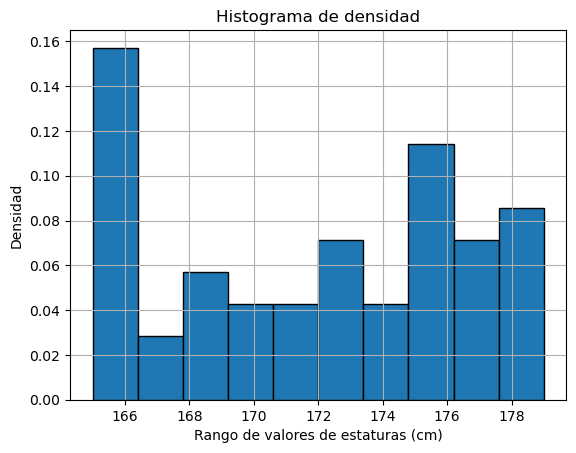 Histograma de densidad
0.16
0.14
0.12
0.10
0.08
0.06
0.04
0.02
0.00
Densidad
166 168 170 172 174 176 178
Rango de valores de estaturas (cm)